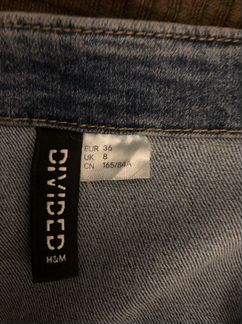 DIVIDED
H&M
EUR 36
UK 8
CN 165/84A